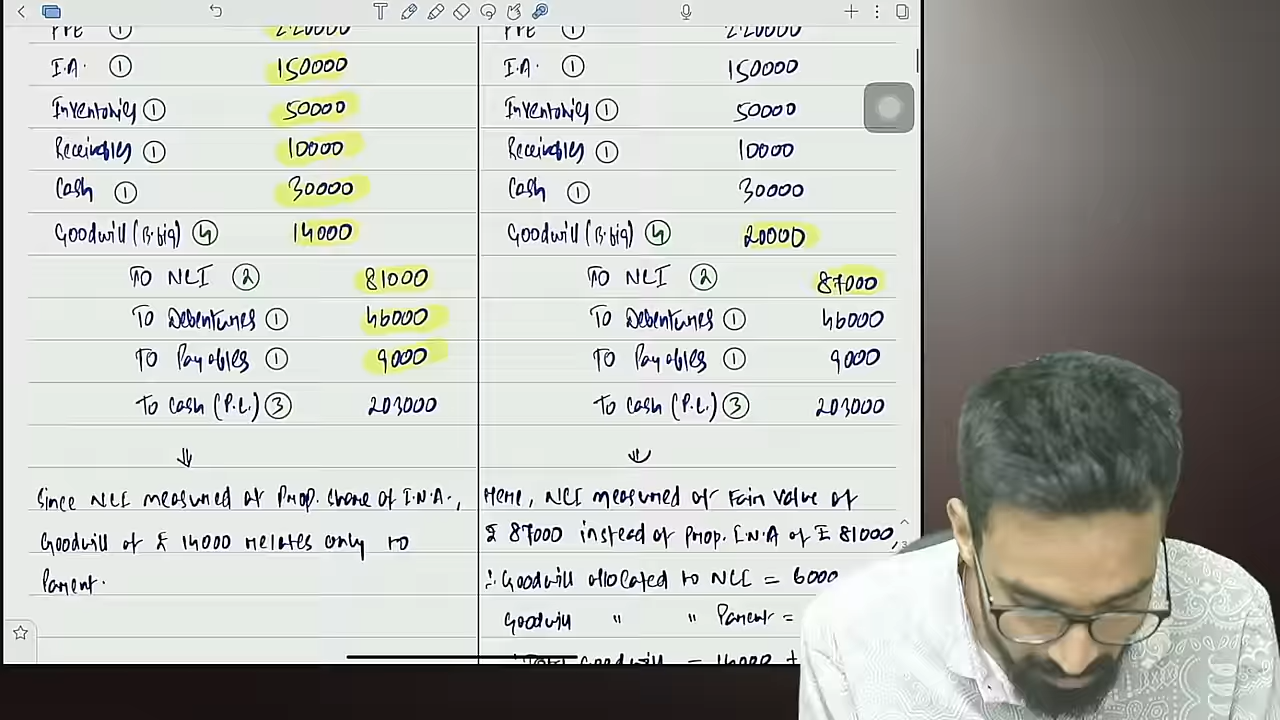 PPE ① 220000
I.A. ① 150000
Inventories ① 50000
Receivables ① 10000
Cash ① 30000
Goodwill (B.fig) ④ 14000
To NCI ② 81000
To Debentures ① 46000
To Payables ① 9000
To Cash (P.C.) ③ 203000
Since NCI measured at Prop. share of I.N.A.,
Goodwill of ₹ 14000 relates only to
Parent.
PPE ① 220000
I.A. ① 150000
Inventories ① 50000
Receivables ① 10000
Cash ① 30000
Goodwill (B.fig) ④ 20000
To NCI ② 87000
To Debentures ① 46000
To Payables ① 9000
To Cash (P.C.) ③ 203000
Here, NCI measured at Fair value of
₹ 87000 instead of Prop. I.N.A of ₹ 81000,
∴ Goodwill allocated to NCI = 6000
Goodwill " " Parent =
Total Goodwill = 14000 +